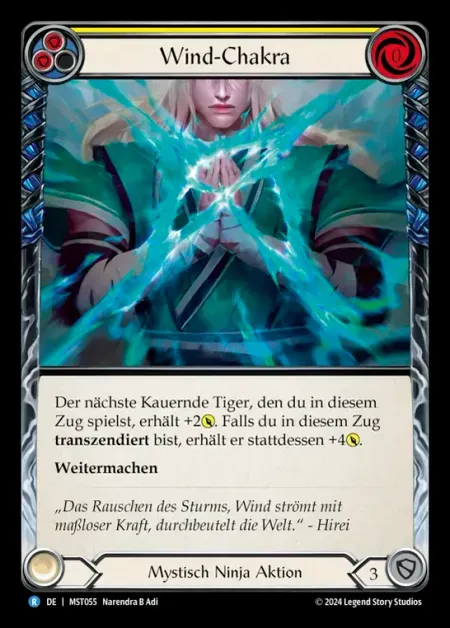 Wind-Chakra
0
Der nächste Kauernde Tiger, den du in diesem
Zug spielst, erhält +2. Falls du in diesem Zug
transzendiert bist, erhält er stattdessen +4.
Weitermachen
„Das Rauschen des Sturms, Wind strömt mit
maßloser Kraft, durchbeutelt die Welt.“ - Hirei
Mystisch Ninja Aktion
3
R DE | MST055 Narendra B Adi
© 2024 Legend Story Studios